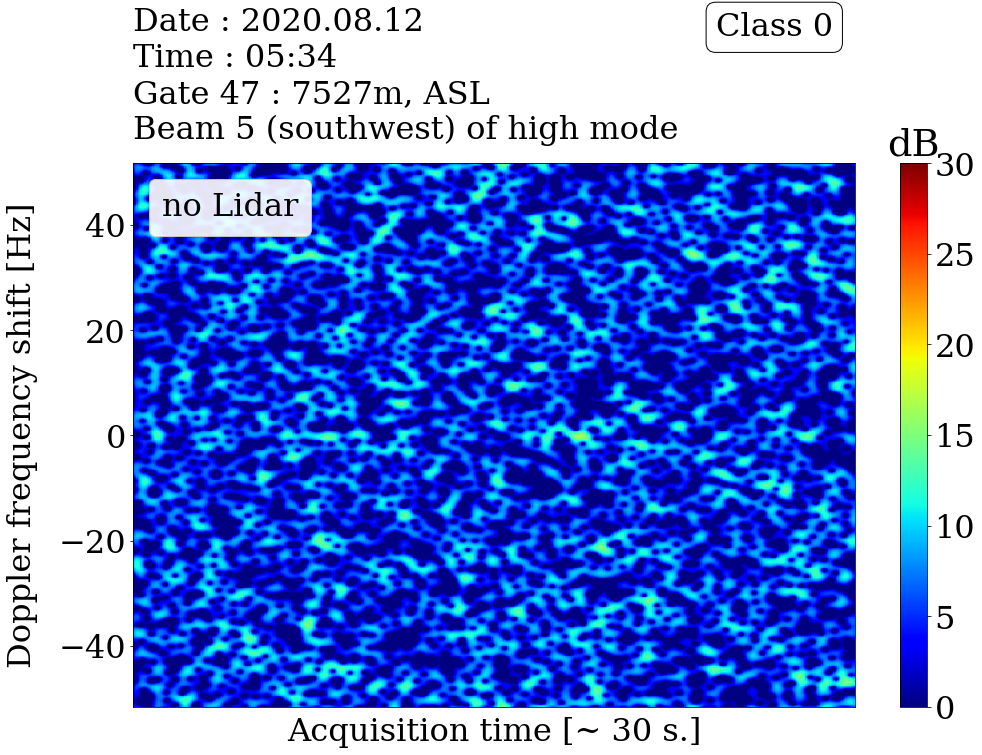 Date : 2020.08.12
Time : 05:34
Gate 47 : 7527m, ASL
Beam 5 (southwest) of high mode
Class 0
dB
no Lidar
Doppler frequency shift [Hz]
40
20
0
−20
−40
Acquisition time [~ 30 s.]
30
25
20
15
10
5
0